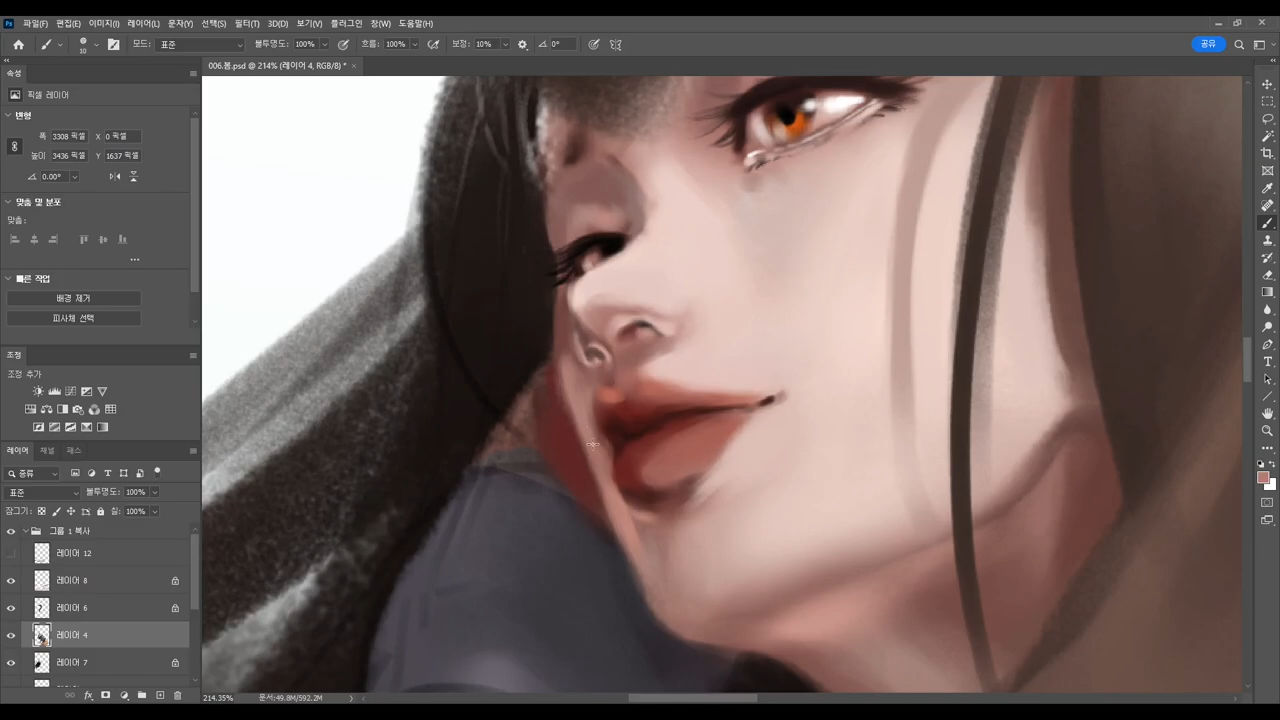 Ps 파일(F) 편집(E) 이미지(I) 레이어(L) 문자(Y) 선택(S) 필터(T) 3D(D) 보기(V) 플러그인 창(W) 도움말(H)
10 모드: 표준 불투명도: 100% 흐름: 100% 보정: 10% 0° 공유
속성 006.봄.psd @ 214% (레이어 4, RGB/8) * ×
픽셀 레이어
변형
폭 3308 픽셀 X 0 픽셀
높이 3436 픽셀 Y 1637 픽셀
0.00°
맞춤 및 분포
맞춤:
빠른 작업
배경 제거
피사체 선택
조정
조정 추가
레이어 채널 패스
종류
표준 불투명도: 100%
잠그기: 칠: 100%
그룹 1 복사
레이어 12
레이어 8
레이어 6
레이어 4
레이어 7
fx 214.35% 문서:49.8M/592.2M